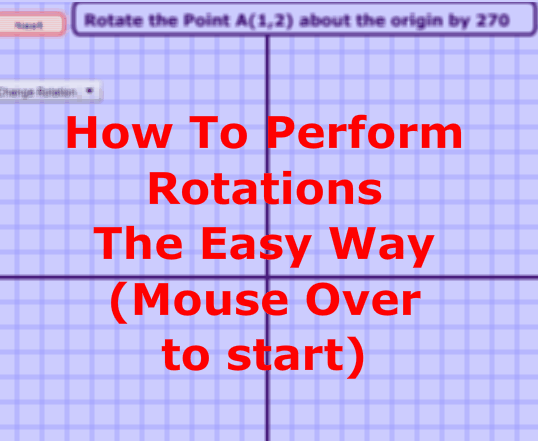 Reset
Rotate the Point A(1,2) about the origin by 270
Change Rotation..
How To Perform
Rotations
The Easy Way
(Mouse Over
to start)